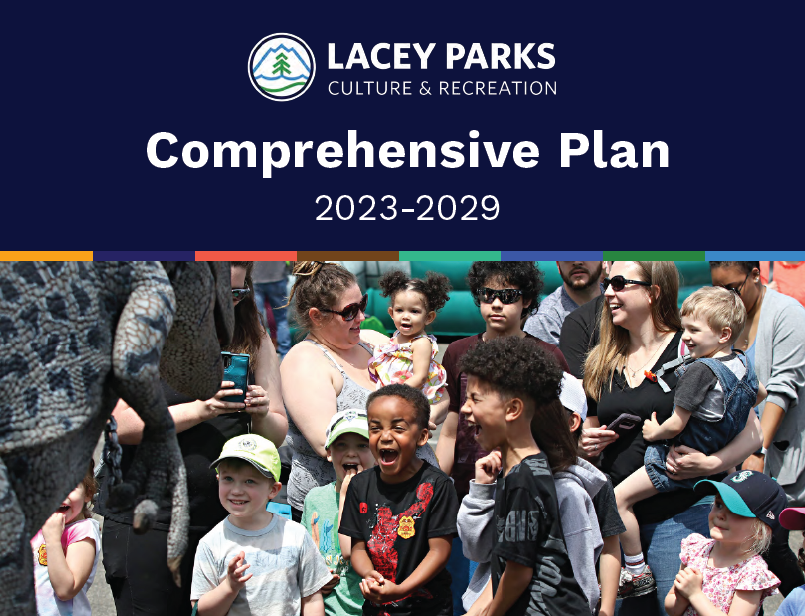 LACEY PARKS
CULTURE & RECREATION
Comprehensive Plan
2023-2029